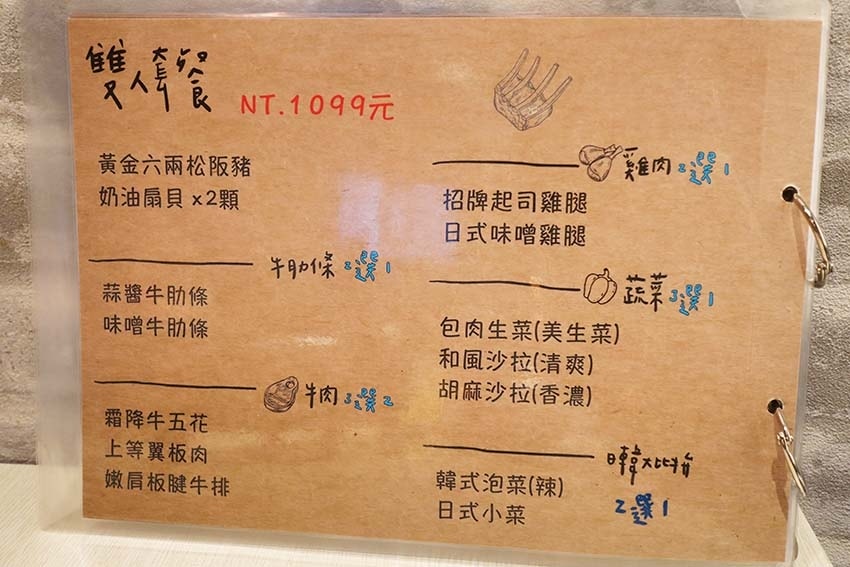 雙人套餐
NT.1099元
黃金六兩松阪豬
奶油扇貝 x2顆
牛肋條 2選1
蒜醬牛肋條
味噌牛肋條
牛肉 3選2
霜降牛五花
上等翼板肉
嫩肩板腱牛排
雞肉 2選1
招牌起司雞腿
日式味噌雞腿
蔬菜 3選1
包肉生菜(美生菜)
和風沙拉(清爽)
胡麻沙拉(香濃)
日韓大比拼
2選1
韓式泡菜(辣)
日式小菜